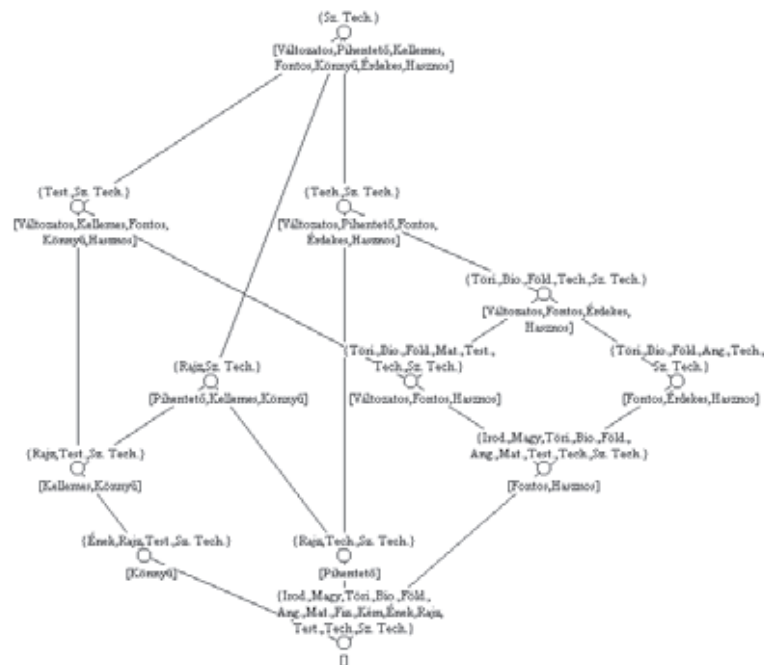 {Sz. Tech.}
[Változatos,Pihentető,Kellemes,
Fontos,Könnyű,Érdekes,Hasznos]
{Test.,Sz. Tech.}
[Változatos,Kellemes,Fontos,
Könnyű,Hasznos]
{Tech.,Sz. Tech.}
[Változatos,Pihentető,Fontos,
Érdekes,Hasznos]
{Töri.,Bio.,Föld.,Tech.,Sz. Tech.}
[Változatos,Fontos,Érdekes,
Hasznos]
{Rajz,Sz. Tech.}
[Pihentető,Kellemes,Könnyű]
{Töri.,Bio.,Föld.,Mat.,Test.,
Tech.,Sz. Tech.}
[Változatos,Fontos,Hasznos]
{Töri.,Bio.,Föld.,Ang.,Tech.,
Sz. Tech.}
[Fontos,Érdekes,Hasznos]
{Rajz,Test.,Sz. Tech.}
[Kellemes,Könnyű]
{Irod.,Magy.,Töri.,Bio.,Föld.,
Ang.,Mat.,Test.,Tech.,Sz. Tech.}
[Fontos,Hasznos]
{Ének,Rajz,Test.,Sz. Tech.}
[Könnyű]
{Rajz,Tech.,Sz. Tech.}
[Pihentető]
{Irod.,Magy.,Töri.,Bio.,Föld.,
Ang.,Mat.,Fiz.,Kém.,Ének,Rajz,
Test.,Tech.,Sz. Tech.}
[]